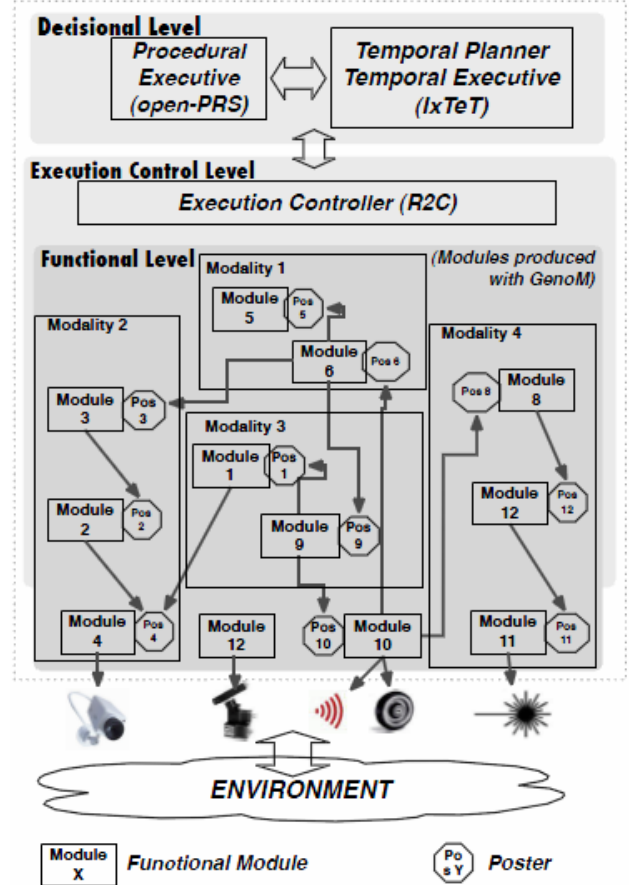 Decisional Level
Procedural
Executive
(open-PRS)
Temporal Planner
Temporal Executive
(IxTeT)
Execution Control Level
Execution Controller (R2C)
Functional Level
(Modules produced
with GenoM)
Modality 1
Module
5
Pos
5
Module
6
Pos 6
Modality 2
Module
3
Pos
3
Module
2
Pos
2
Module
4
Pos
4
Modality 3
Module
1
Pos
1
Module
9
Pos
9
Modality 4
Pos 8
Module
8
Module
12
Pos
12
Module
11
Pos
11
Module
12
Pos
10
Module
10
ENVIRONMENT
Module
X
Functional Module
Po
s Y
Poster